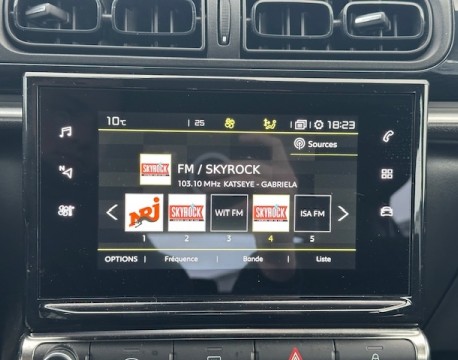 10°C | 25 18:23
Sources
SKYROCK FM / SKYROCK
103.10 MHz KATSEYE - GABRIELA
NRJ SKYROCK WIT FM SKYROCK ISA FM
1 2 3 4 5
OPTIONS | Fréquence | Bande | Liste
N